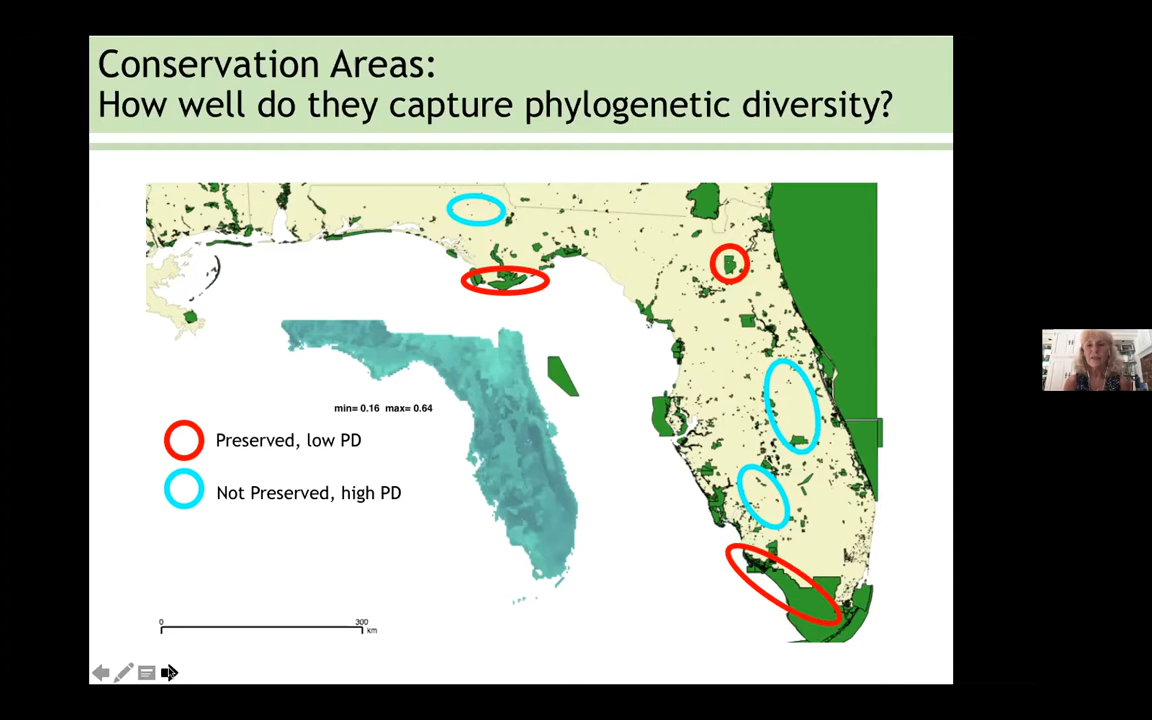 Conservation Areas:
How well do they capture phylogenetic diversity?
min= 0.16 max= 0.64
Preserved, low PD
Not Preserved, high PD
0 300
km